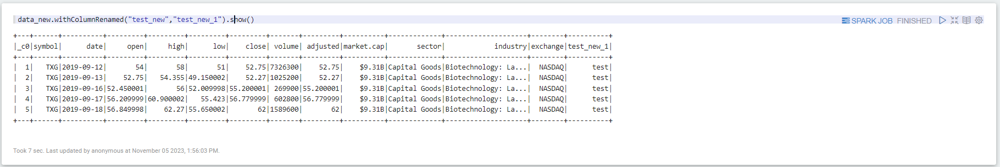 data_new.withColumnRenamed("test_new","test_new_1").show()
SPARK JOB FINISHED
+---+------+----------+---------+---------+---------+---------+-------+---------+----------+-------------+--------------------+--------+----------+
|_c0|symbol|      date|     open|     high|      low|    close| volume| adjusted|market.cap|       sector|            industry|exchange|test_new_1|
+---+------+----------+---------+---------+---------+---------+-------+---------+----------+-------------+--------------------+--------+----------+
|  1|   TXG|2019-09-12|       54|       58|       51|    52.75|7326300|    52.75|    $9.31B|Capital Goods|Biotechnology: La...|  NASDAQ|      test|
|  2|   TXG|2019-09-13|    52.75|   54.355|49.150002|    52.27|1025200|    52.27|    $9.31B|Capital Goods|Biotechnology: La...|  NASDAQ|      test|
|  3|   TXG|2019-09-16|52.450001|       56|52.009998|55.200001| 269900|55.200001|    $9.31B|Capital Goods|Biotechnology: La...|  NASDAQ|      test|
|  4|   TXG|2019-09-17|56.209999|60.900002|   55.423|56.779999| 602800|56.779999|    $9.31B|Capital Goods|Biotechnology: La...|  NASDAQ|      test|
|  5|   TXG|2019-09-18|56.849998|    62.27|55.650002|       62|1589600|       62|    $9.31B|Capital Goods|Biotechnology: La...|  NASDAQ|      test|
+---+------+----------+---------+---------+---------+---------+-------+---------+----------+-------------+--------------------+--------+----------+
Took 7 sec. Last updated by anonymous at November 05 2023, 1:56:03 PM.